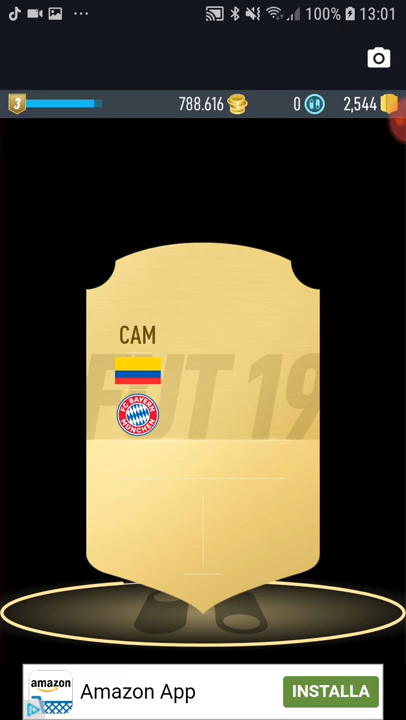 100% 13:01
3 788.616 0 2,544
CAM
FUT 19
FC BAYERN
MÜNCHEN
amazon
Amazon App
INSTALLA